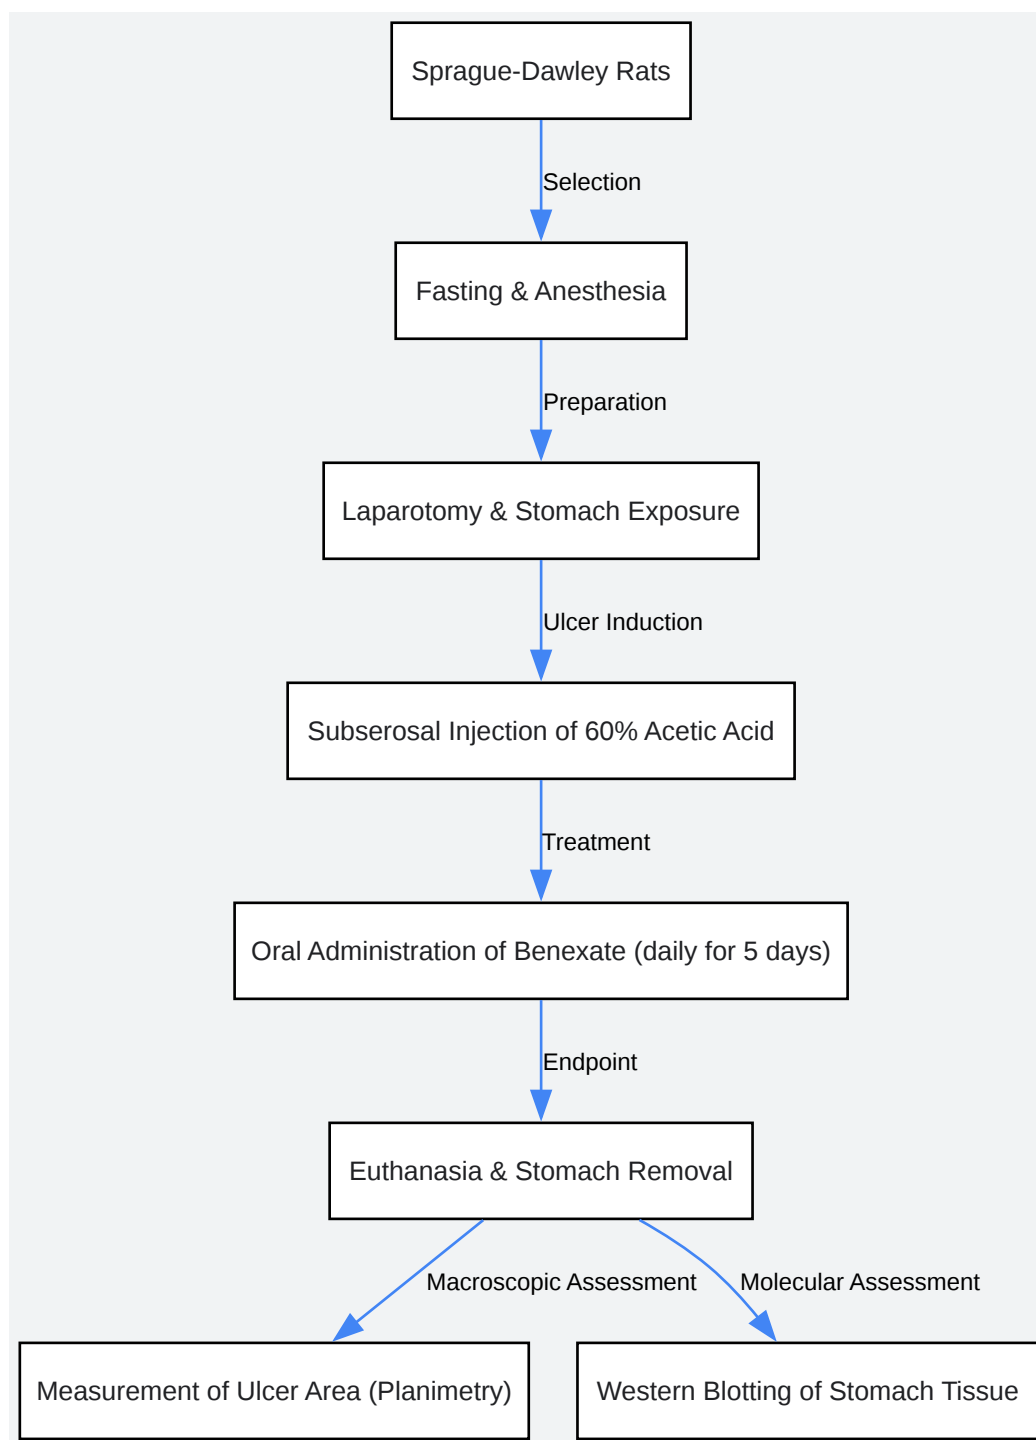 Sprague-Dawley Rats
Selection
Fasting & Anesthesia
Preparation
Laparotomy & Stomach Exposure
Ulcer Induction
Subserosal Injection of 60% Acetic Acid
Treatment
Oral Administration of Benexate (daily for 5 days)
Endpoint
Euthanasia & Stomach Removal
Macroscopic Assessment
Molecular Assessment
Measurement of Ulcer Area (Planimetry)
Western Blotting of Stomach Tissue